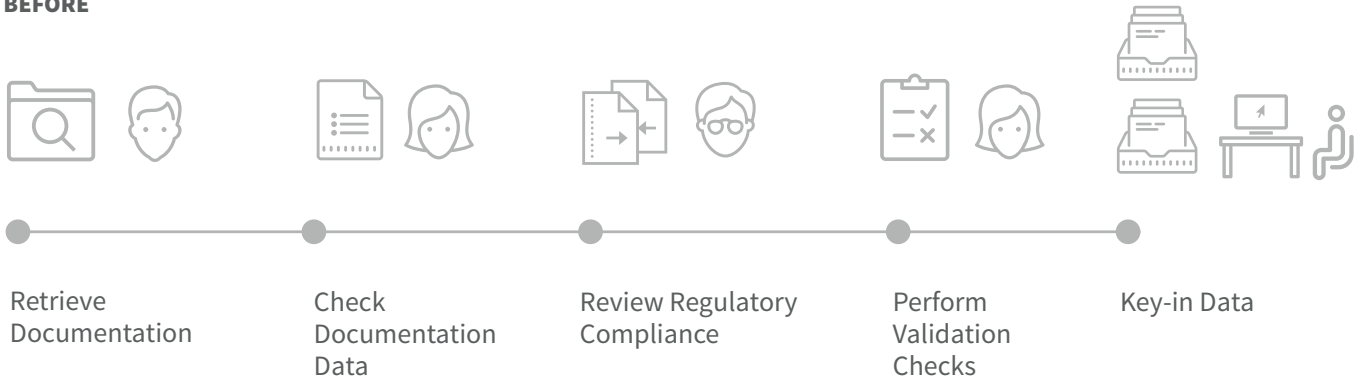 BEFORE
Retrieve
Documentation
Check
Documentation
Data
Review Regulatory
Compliance
Perform
Validation
Checks
Key-in Data